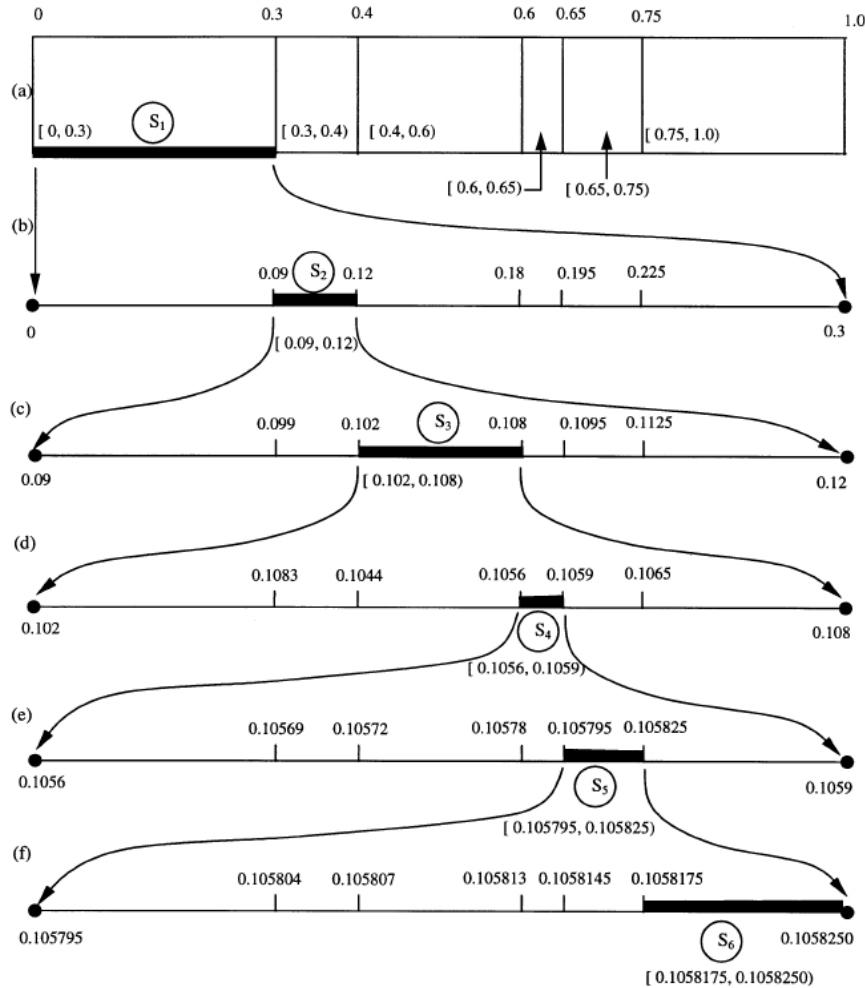 0 0.3 0.4 0.6 0.65 0.75 1.0
(a)
S1
[ 0, 0.3) [ 0.3, 0.4) [ 0.4, 0.6) [ 0.75, 1.0)
[ 0.6, 0.65) [ 0.65, 0.75)
(b)
S2
0.09 0.12 0.18 0.195 0.225
0 0.3
[ 0.09, 0.12)
(c)
S3
0.099 0.102 0.108 0.1095 0.1125
0.09 0.12
[ 0.102, 0.108)
(d)
0.1083 0.1044 0.1056 0.1059 0.1065
0.102 0.108
S4
[ 0.1056, 0.1059)
(e)
0.10569 0.10572 0.10578 0.105795 0.105825
0.1056 0.1059
S5
[ 0.105795, 0.105825)
(f)
0.105804 0.105807 0.105813 0.1058145 0.1058175
0.105795 0.1058250
S6
[ 0.1058175, 0.1058250)